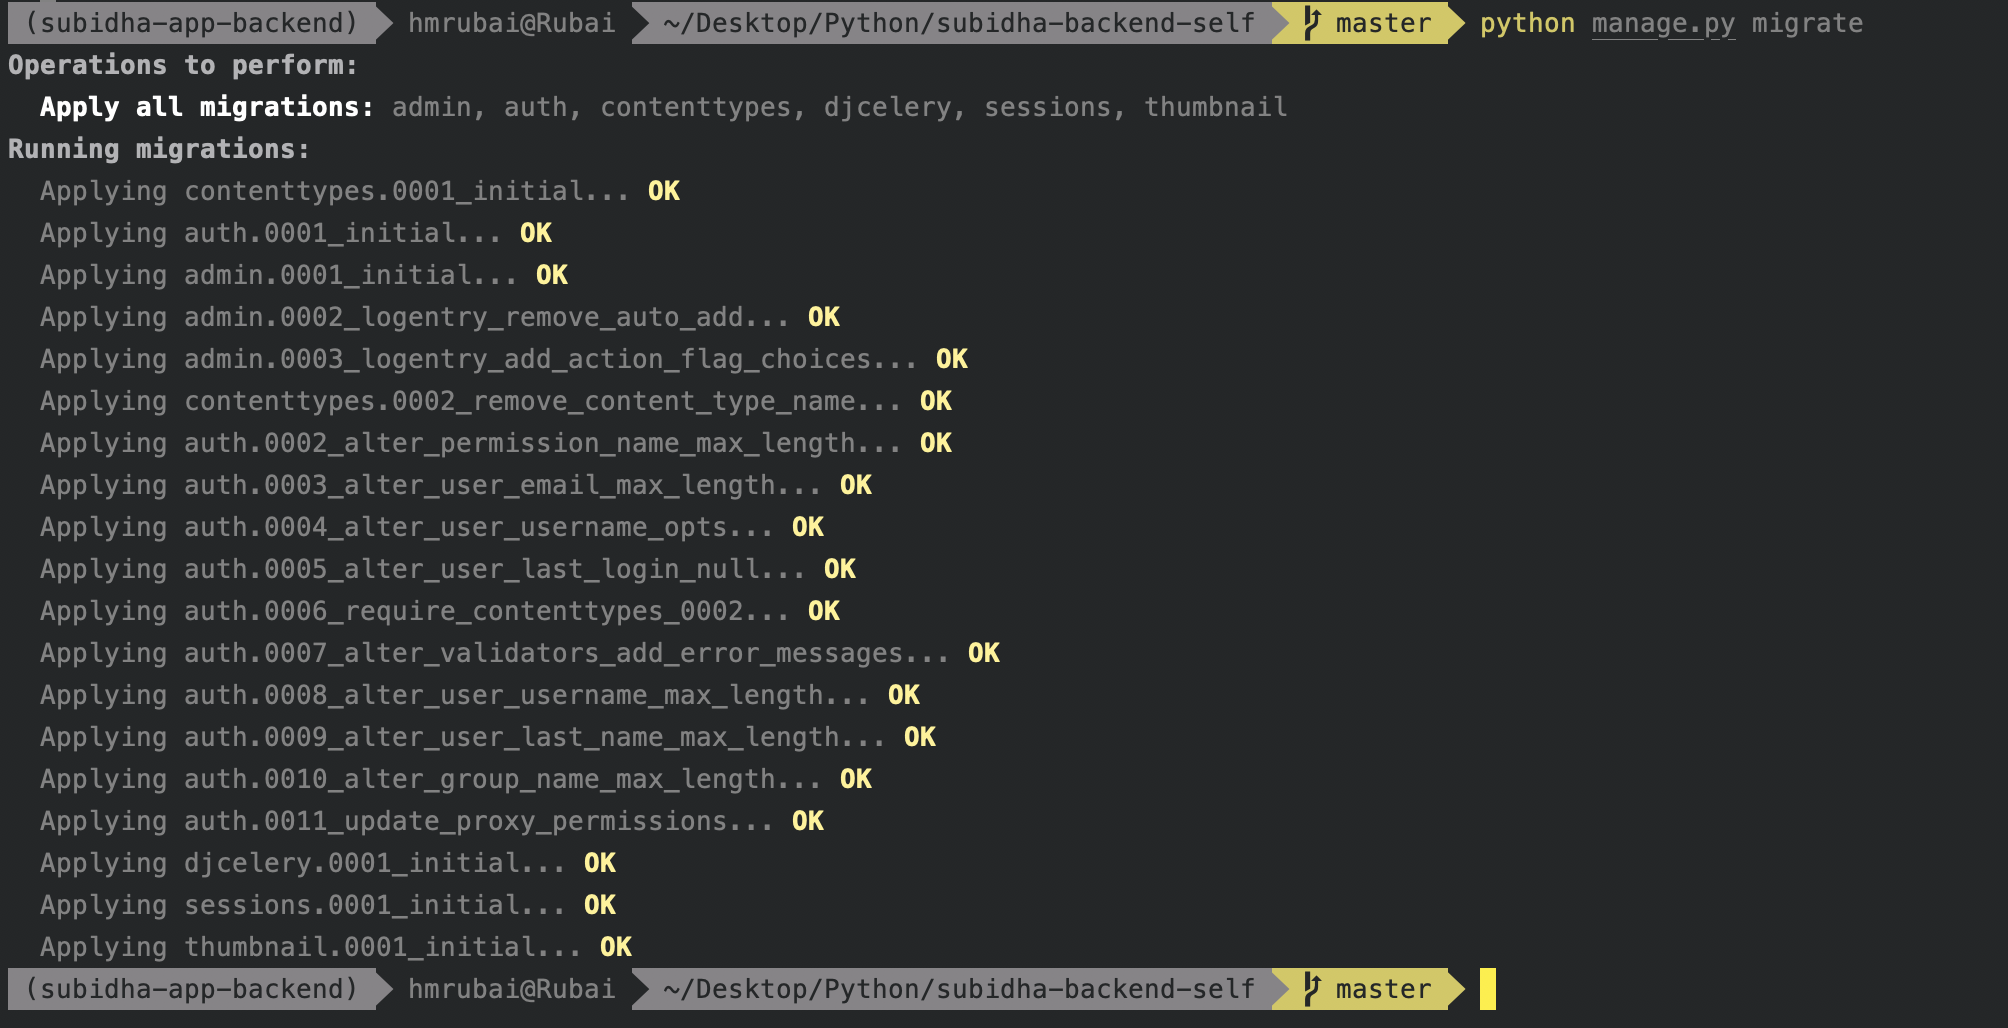 (subidha-app-backend) hmrubai@Rubai ~/Desktop/Python/subidha-backend-self master python manage.py migrate
Operations to perform:
  Apply all migrations: admin, auth, contenttypes, djcelery, sessions, thumbnail
Running migrations:
  Applying contenttypes.0001_initial... OK
  Applying auth.0001_initial... OK
  Applying admin.0001_initial... OK
  Applying admin.0002_logentry_remove_auto_add... OK
  Applying admin.0003_logentry_add_action_flag_choices... OK
  Applying contenttypes.0002_remove_content_type_name... OK
  Applying auth.0002_alter_permission_name_max_length... OK
  Applying auth.0003_alter_user_email_max_length... OK
  Applying auth.0004_alter_user_username_opts... OK
  Applying auth.0005_alter_user_last_login_null... OK
  Applying auth.0006_require_contenttypes_0002... OK
  Applying auth.0007_alter_validators_add_error_messages... OK
  Applying auth.0008_alter_user_username_max_length... OK
  Applying auth.0009_alter_user_last_name_max_length... OK
  Applying auth.0010_alter_group_name_max_length... OK
  Applying auth.0011_update_proxy_permissions... OK
  Applying djcelery.0001_initial... OK
  Applying sessions.0001_initial... OK
  Applying thumbnail.0001_initial... OK
(subidha-app-backend) hmrubai@Rubai ~/Desktop/Python/subidha-backend-self master